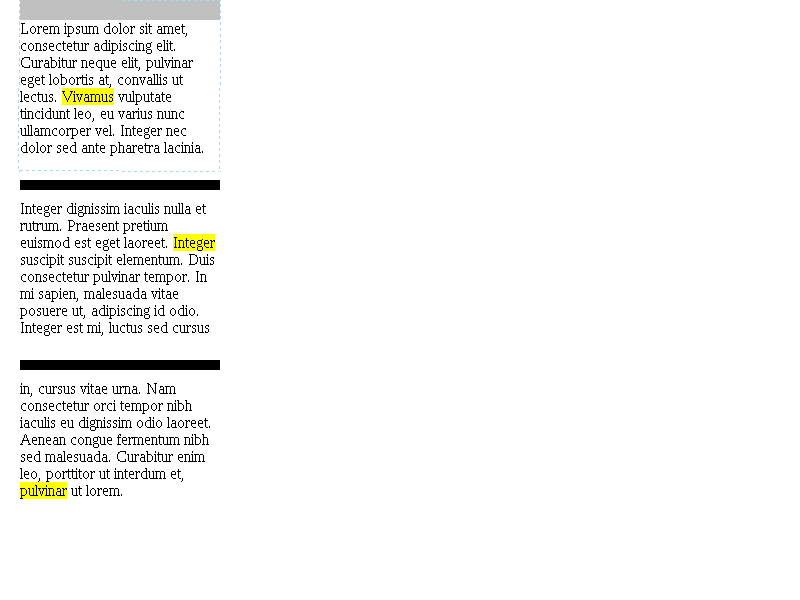 Lorem ipsum dolor sit amet,
consectetur adipiscing elit.
Curabitur neque elit, pulvinar
eget lobortis at, convallis ut
lectus. Vivamus vulputate
tincidunt leo, eu varius nunc
ullamcorper vel. Integer nec
dolor sed ante pharetra lacinia.
Integer dignissim iaculis nulla et
rutrum. Praesent pretium
euismod est eget laoreet. Integer
suscipit suscipit elementum. Duis
consectetur pulvinar tempor. In
mi sapien, malesuada vitae
posuere ut, adipiscing id odio.
Integer est mi, luctus sed cursus
in, cursus vitae urna. Nam
consectetur orci tempor nibh
iaculis eu dignissim odio laoreet.
Aenean congue fermentum nibh
sed malesuada. Curabitur enim
leo, porttitor ut interdum et,
pulvinar ut lorem.